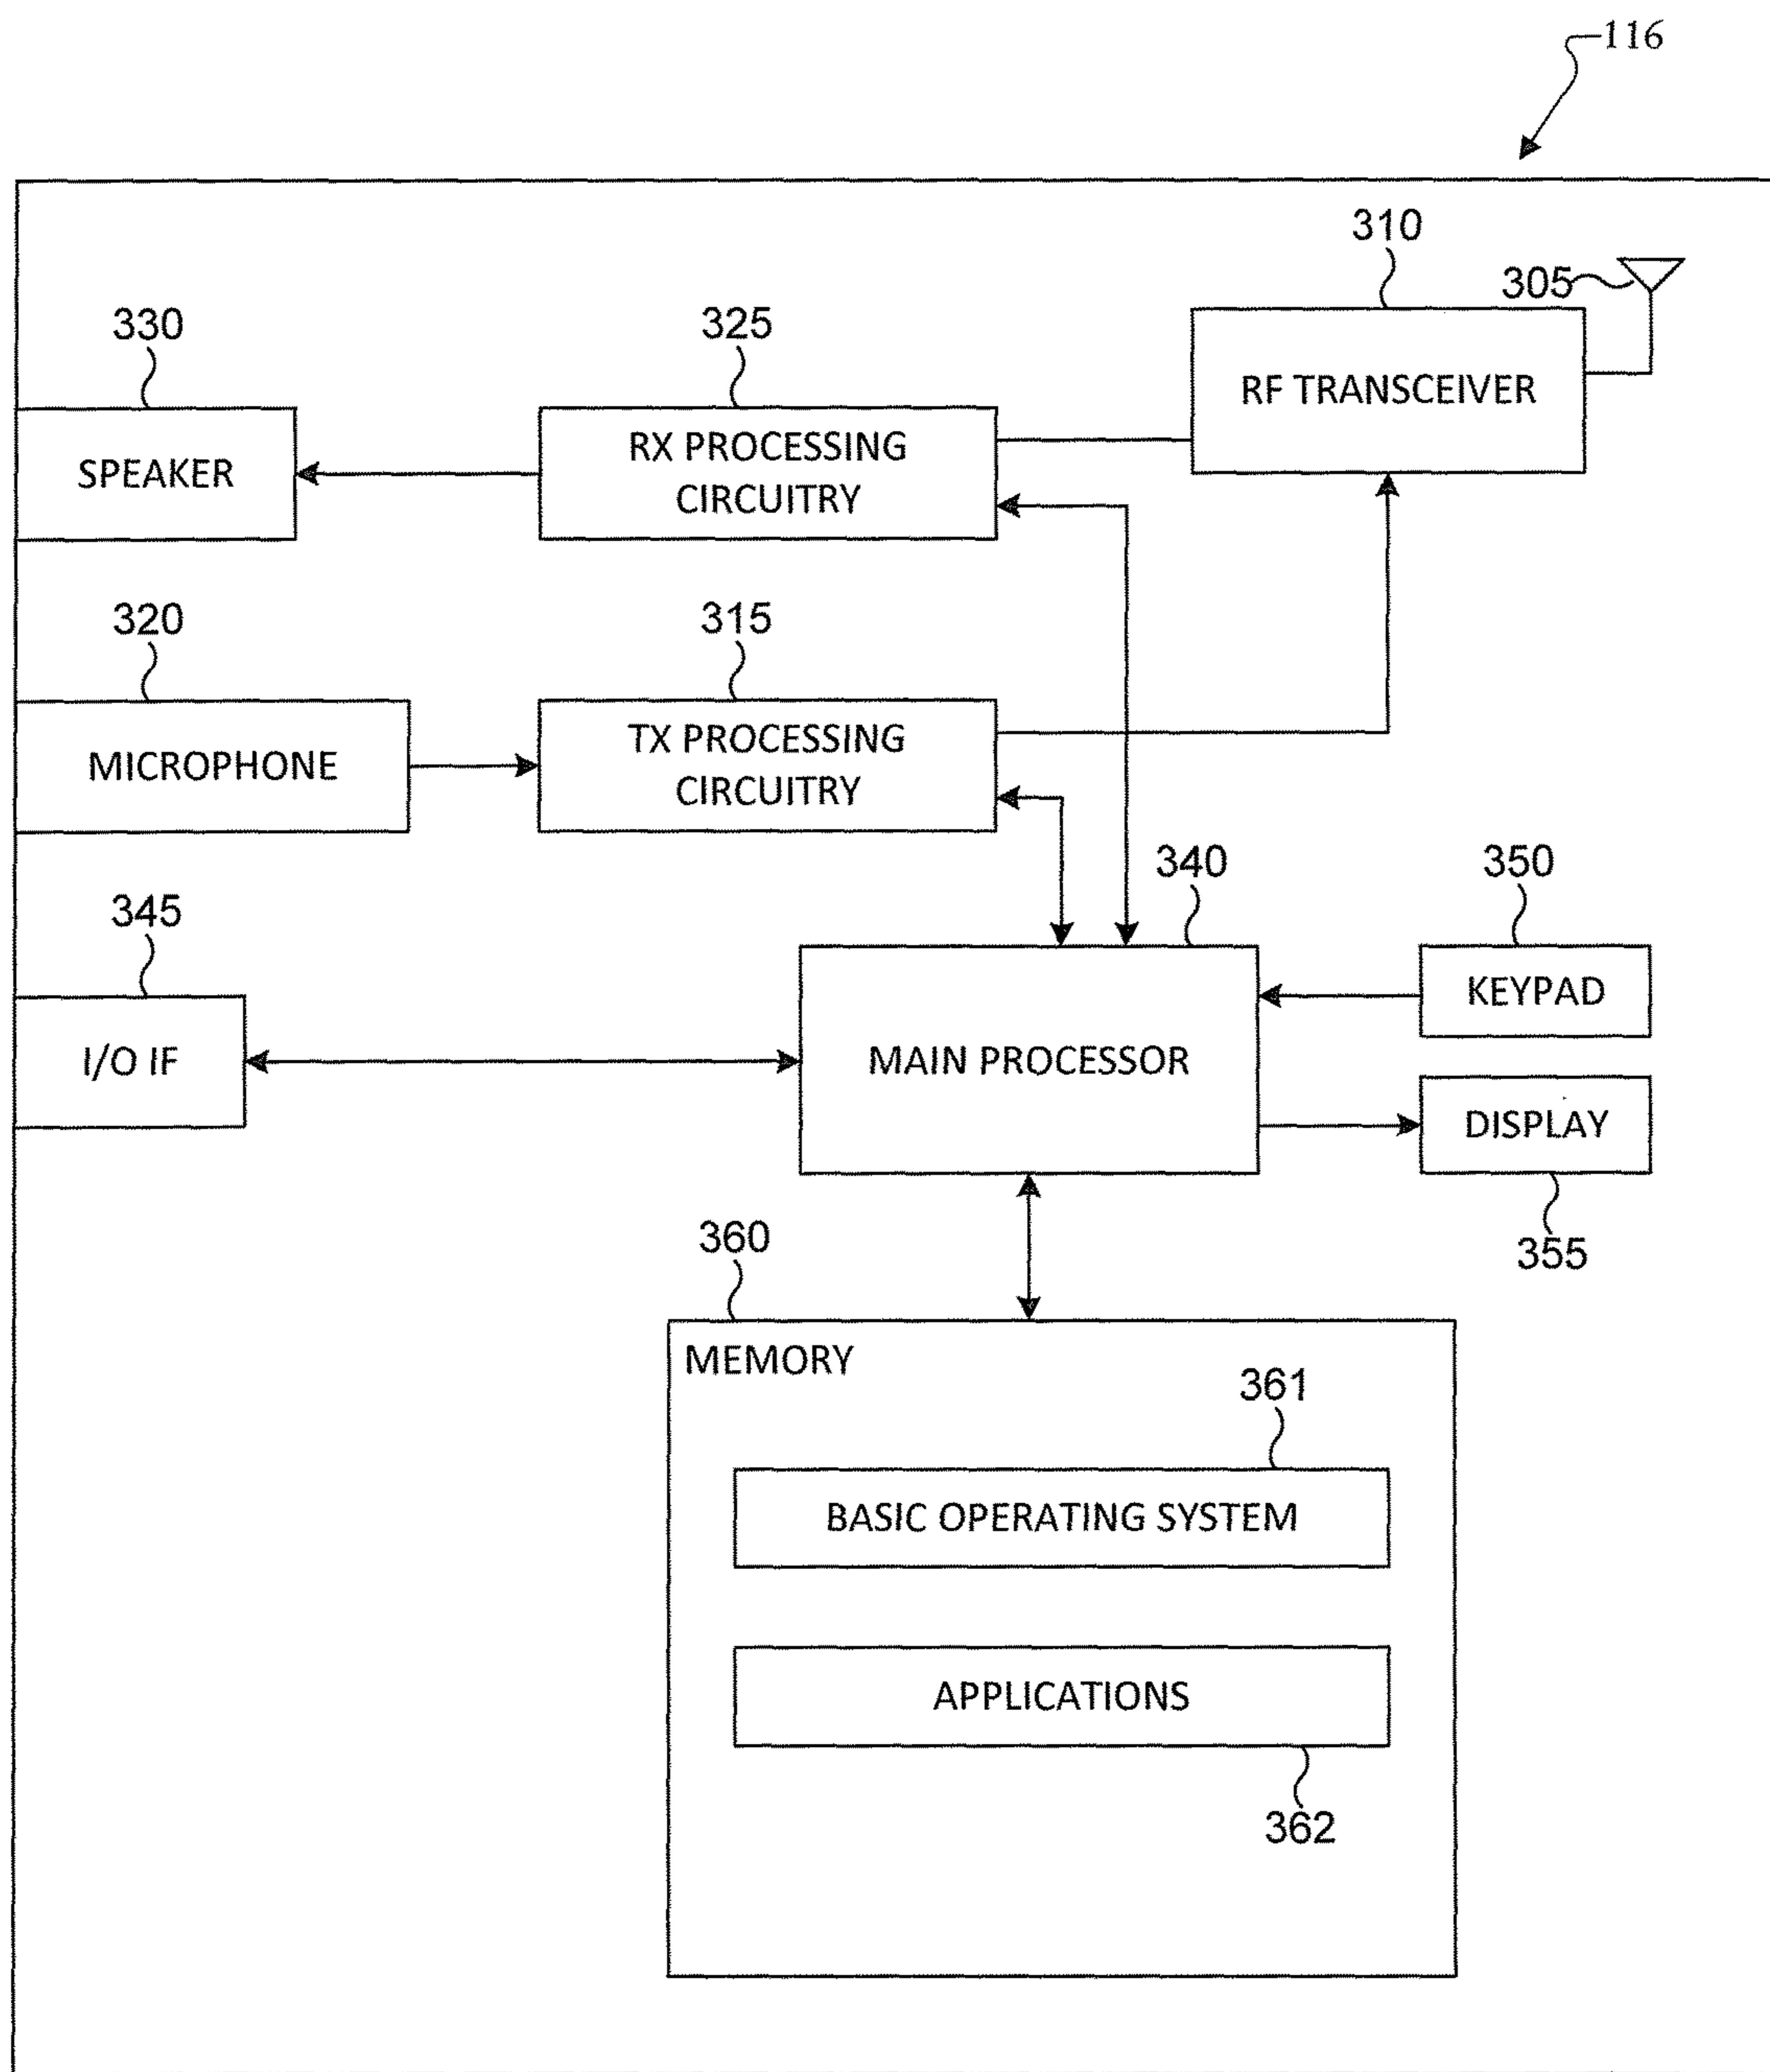 116
310
305
330
325
RF TRANSCEIVER
SPEAKER
RX PROCESSING
CIRCUITRY
320
315
MICROPHONE
TX PROCESSING
CIRCUITRY
345
340
350
I/O IF
MAIN PROCESSOR
KEYPAD
DISPLAY
355
360
MEMORY
361
BASIC OPERATING SYSTEM
APPLICATIONS
362